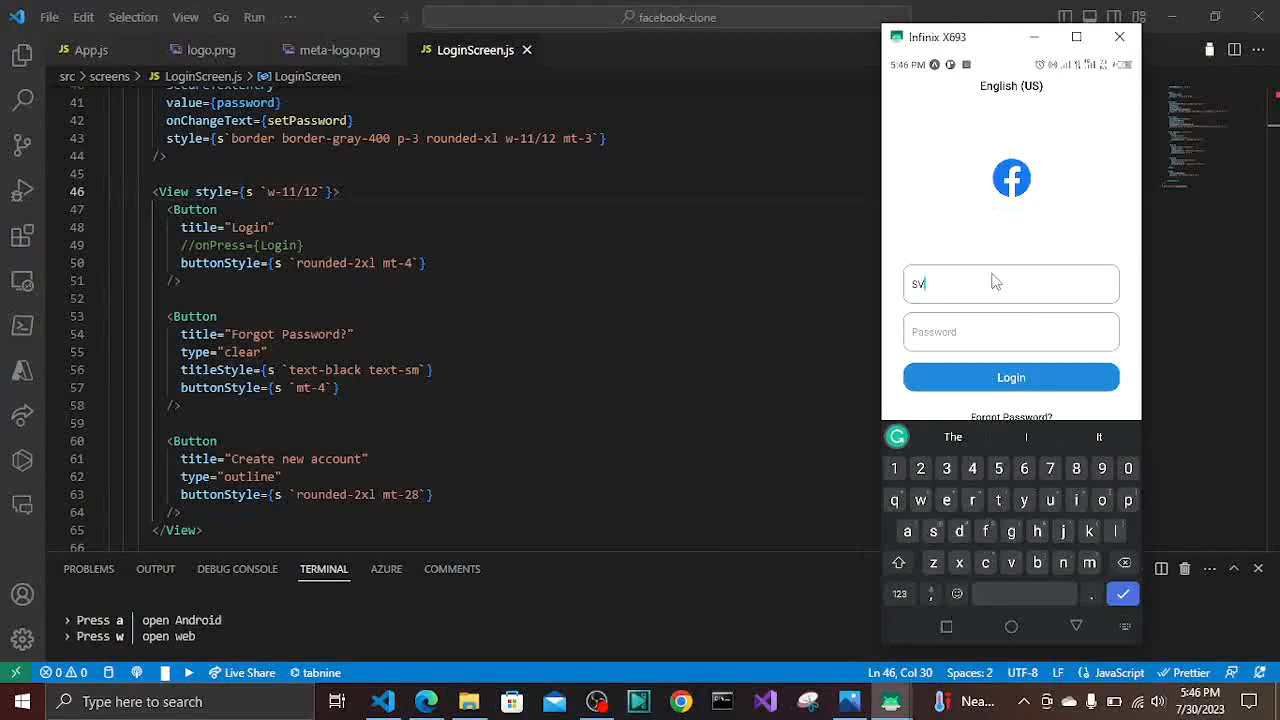 File Edit Selection View Go Run ··· facebook-clone
App.js metalogo.png JS LoginScreen.js
src > screens > JS LoginScreen.js > LoginScreen
40 secureTextEntry
41 value={password}
42 onChangeText={setPassword}
43 style={s`border border-gray-400 p-3 rounded-xl w-11/12 mt-3`}
44 />
45
46 <View style={s `w-11/12`}>
47 <Button
48 title="Login"
49 //onPress={Login}
50 buttonStyle={s `rounded-2xl mt-4`}
51 />
52
53 <Button
54 title="Forgot Password?"
55 type="clear"
56 titleStyle={s `text-black text-sm`}
57 buttonStyle={s `mt-4`}
58 />
59
60 <Button
61 title="Create new account"
62 type="outline"
63 buttonStyle={s `rounded-2xl mt-28`}
64 />
65 </View>
66
PROBLEMS OUTPUT DEBUG CONSOLE TERMINAL AZURE COMMENTS
› Press a │ open Android
› Press w │ open web
0 0 Live Share tabnine Ln 46, Col 30 Spaces: 2 UTF-8 LF {} JavaScript Prettier
Type here to search
Nea...
5:46 PM
7/30/2023
Infinix X693
5:46 PM
English (US)
sv
Password
Login
Forgot Password?
The I It
1 2 3 4 5 6 7 8 9 0
q w e r t y u i o p
a s d f g h j k l
z x c v b n m
123 , .